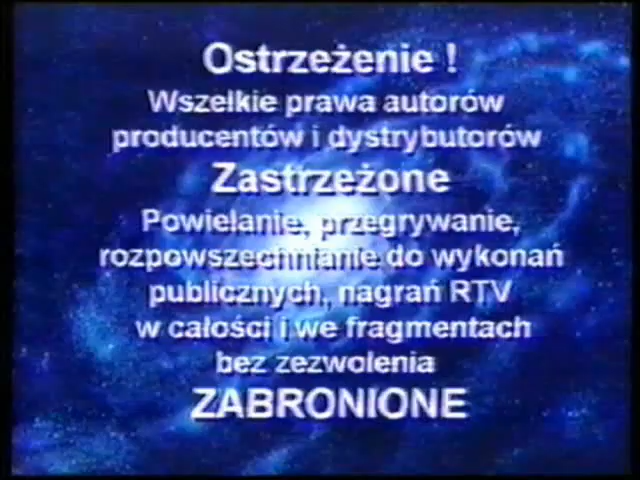 Ostrzeżenie !
Wszelkie prawa autorów
producentów i dystrybutorów
Zastrzeżone
Powielanie, przegrywanie,
rozpowszechnianie do wykonań
publicznych, nagrań RTV
w całości i we fragmentach
bez zezwolenia
ZABRONIONE